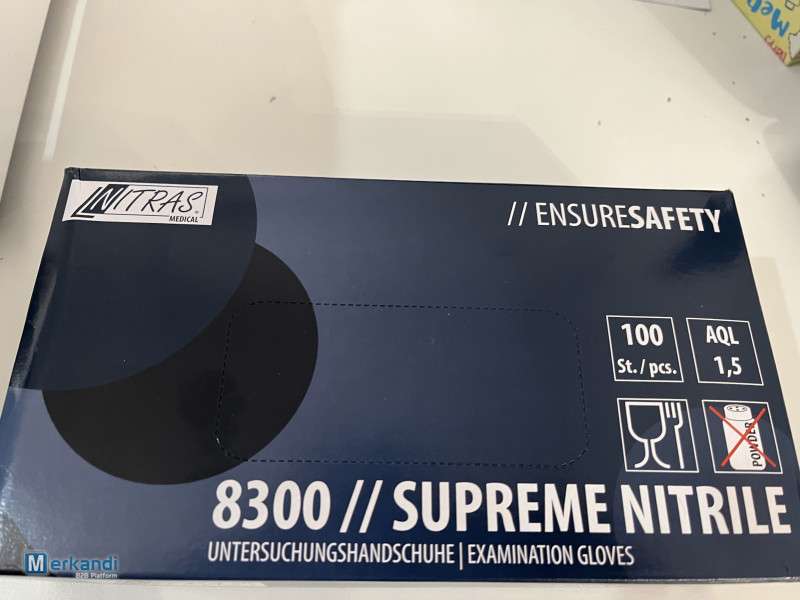 Mel
NITRAS
MEDICAL
// ENSURESAFETY
100
St. / pcs.
AQL
1,5
POWDER
8300 // SUPREME NITRILE
UNTERSUCHUNGSHANDSCHUHE | EXAMINATION GLOVES
Merkandi
B2B Platform